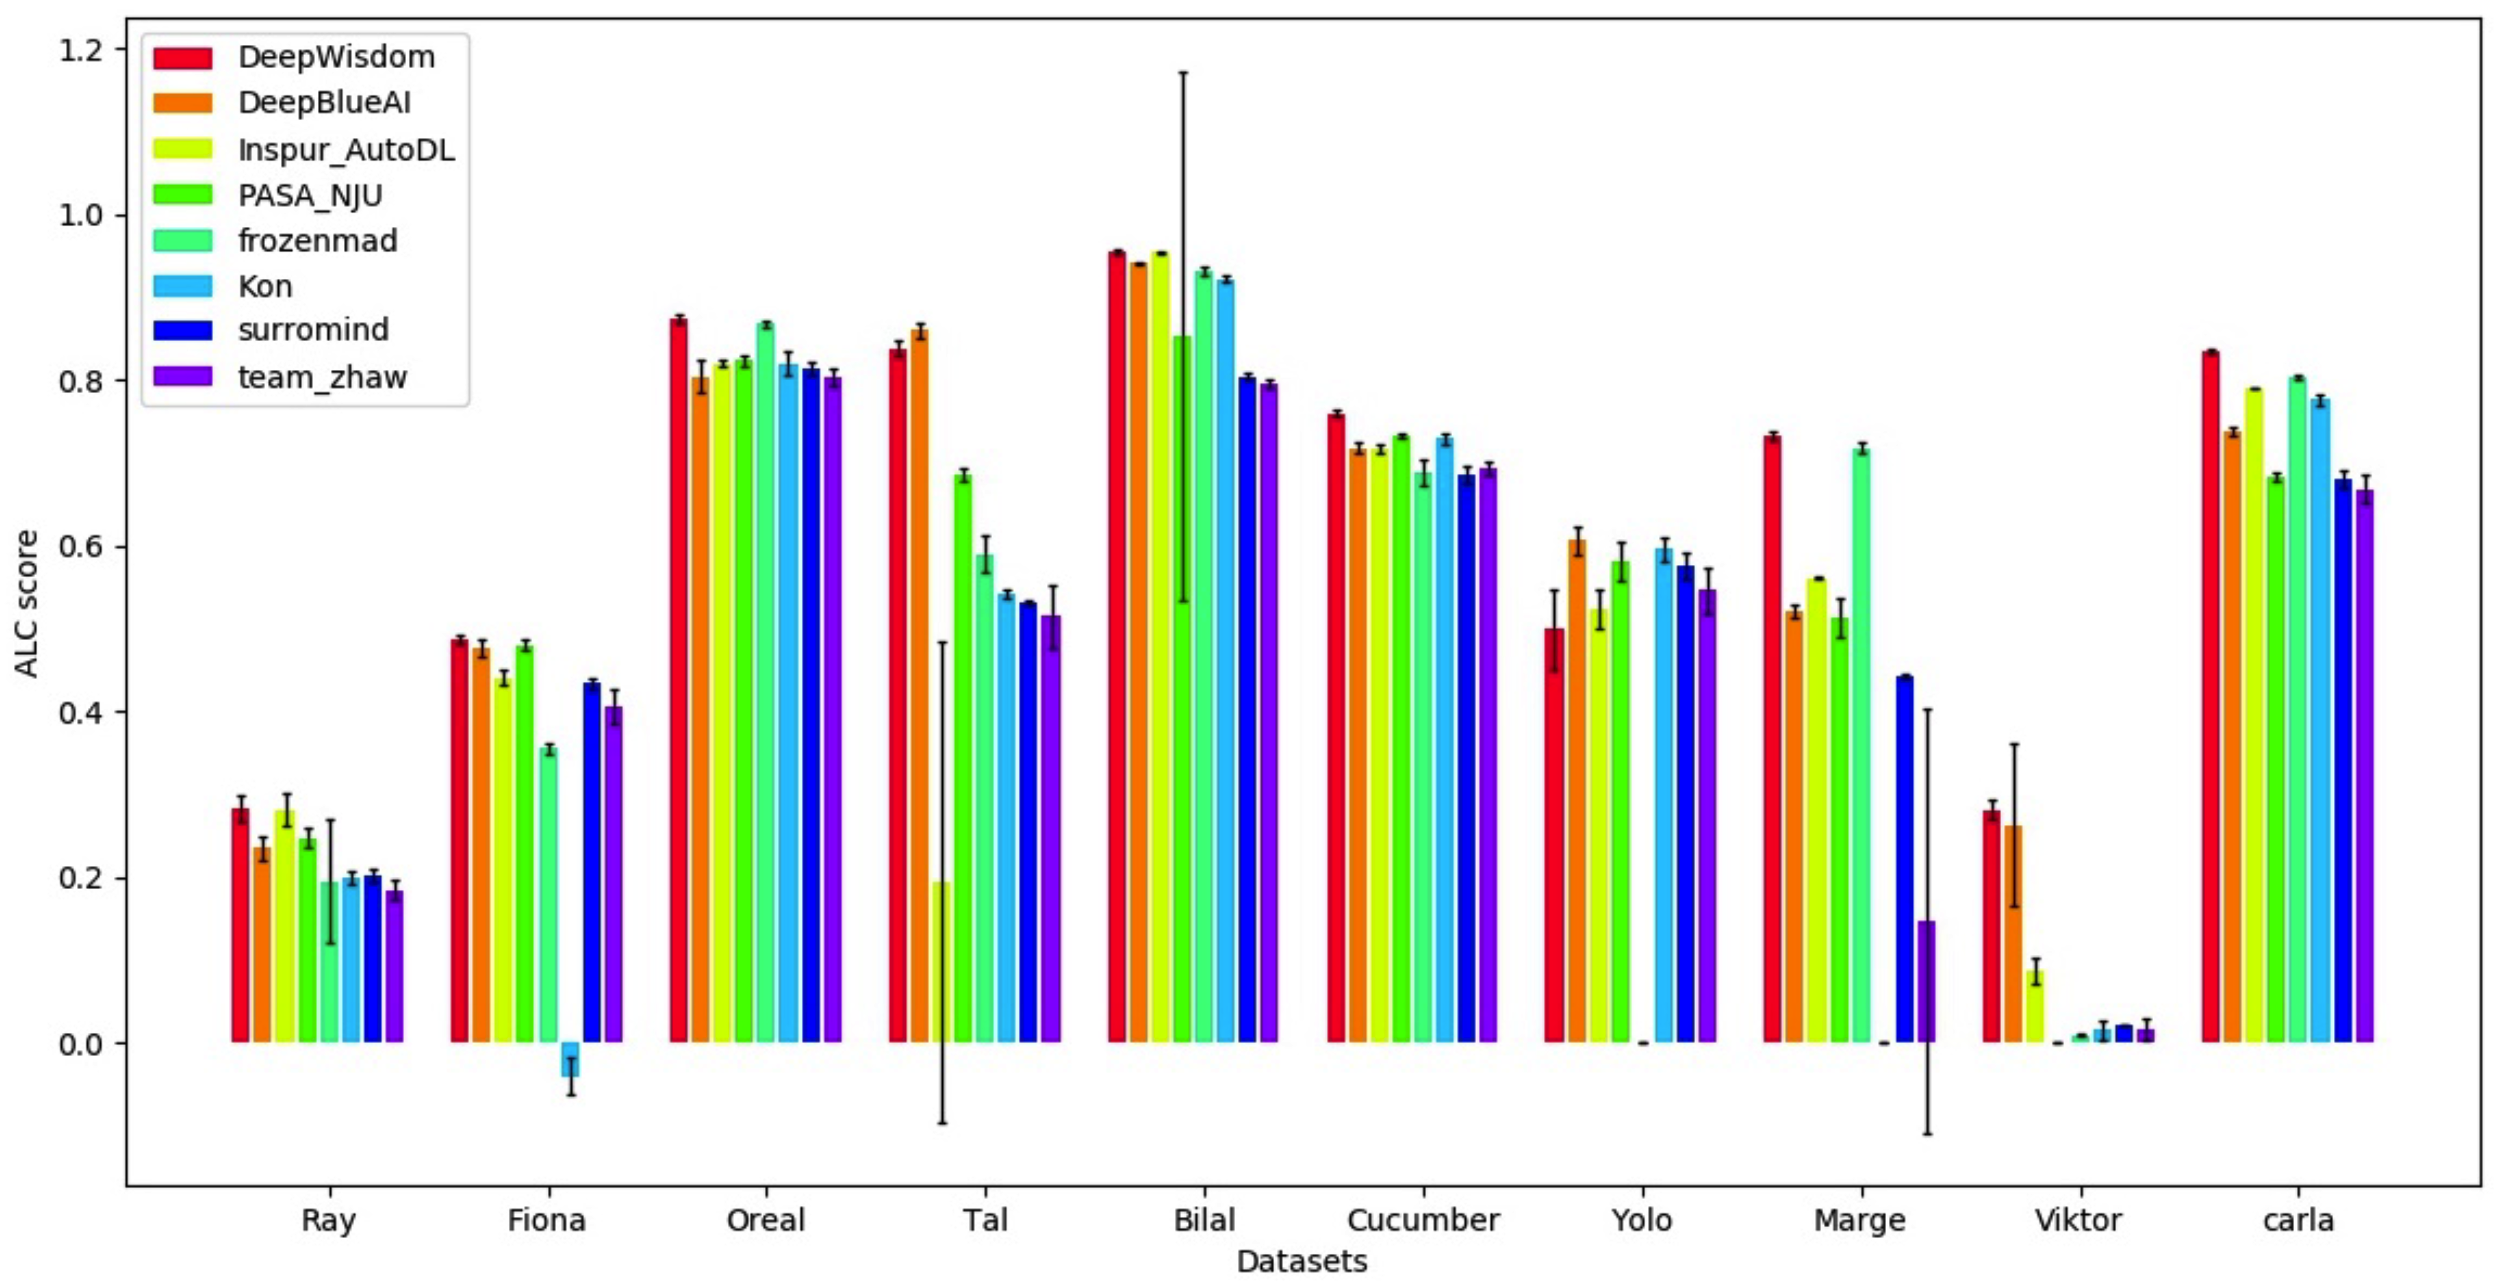 1.2
1.0
0.8
0.6
0.4
0.2
0.0
ALC score
DeepWisdom
DeepBlueAI
Inspur_AutoDL
PASA_NJU
frozenmad
Kon
surromind
team_zhaw
Ray Fiona Oreal Tal Bilal Cucumber Yolo Marge Viktor carla
Datasets